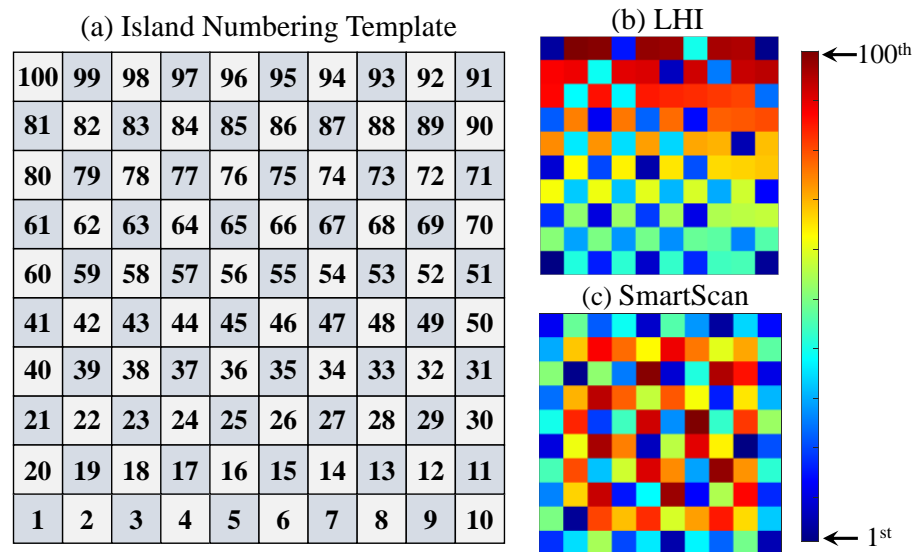 (a) Island Numbering Template
100 99 98 97 96 95 94 93 92 91
81 82 83 84 85 86 87 88 89 90
80 79 78 77 76 75 74 73 72 71
61 62 63 64 65 66 67 68 69 70
60 59 58 57 56 55 54 53 52 51
41 42 43 44 45 46 47 48 49 50
40 39 38 37 36 35 34 33 32 31
21 22 23 24 25 26 27 28 29 30
20 19 18 17 16 15 14 13 12 11
1 2 3 4 5 6 7 8 9 10
(b) LHI
(c) SmartScan
100th
1st